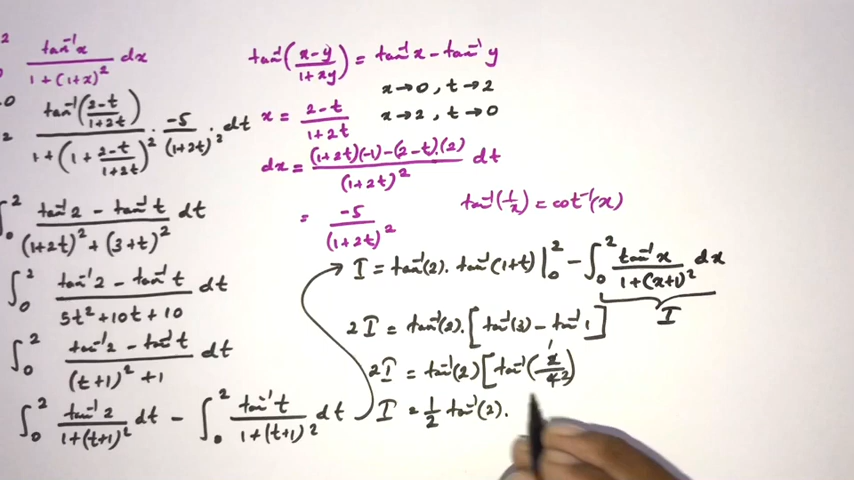 2
tan⁻¹x / 1+(1+x)² dx
0
tan⁻¹(2-t / 1+2t) / 1+(1+ 2-t / 1+2t)² · -5 / (1+2t)² · dt
2
∫₀² tan⁻¹2 - tan⁻¹t / (1+2t)²+(3+t)² dt
∫₀² tan⁻¹2 - tan⁻¹t / 5t²+10t+10 dt
∫₀² tan⁻¹2 - tan⁻¹t / (t+1)²+1 dt
∫₀² tan⁻¹2 / 1+(t+1)² dt - ∫₀² tan⁻¹t / 1+(t+1)² dt
tan⁻¹(x-y / 1+xy) = tan⁻¹x - tan⁻¹y
x→0, t→2
x = 2-t / 1+2t x→2, t→0
dx = (1+2t)(-1)-(2-t)·(2) / (1+2t)² dt
= -5 / (1+2t)²
tan⁻¹(1/x) = cot⁻¹(x)
I = tan⁻¹(2)· tan⁻¹(1+t) |₀² - ∫₀² tan⁻¹x / 1+(x+1)² dx
I
2I = tan⁻¹(2)·[tan⁻¹(3) - tan⁻¹1]
2I = tan⁻¹(2)[tan⁻¹(2 1 / 4 2)
I = 1/2 tan⁻¹(2).